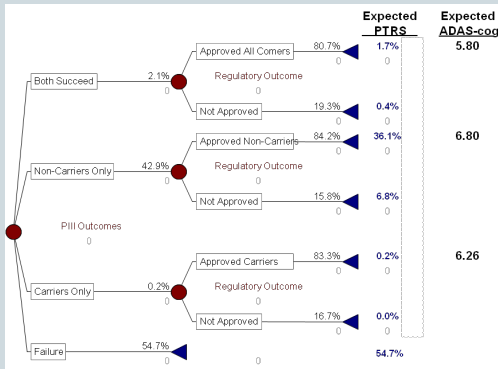 Expected Expected
PTRS ADAS-cog
Approved All Comers 80.7% 1.7% 5.80
0 0
Both Succeed 2.1% Regulatory Outcome
0 0
Not Approved 19.3% 0.4%
0 0
Approved Non-Carriers 84.2% 36.1% 6.80
0 0
Non-Carriers Only 42.9% Regulatory Outcome
0 0
Not Approved 15.8% 6.8%
0 0
PIII Outcomes
0
Approved Carriers 83.3% 0.2% 6.26
0 0
Carriers Only 0.2% Regulatory Outcome
0 0
Not Approved 16.7% 0.0%
0 0
Failure 54.7% 54.7%
0 0